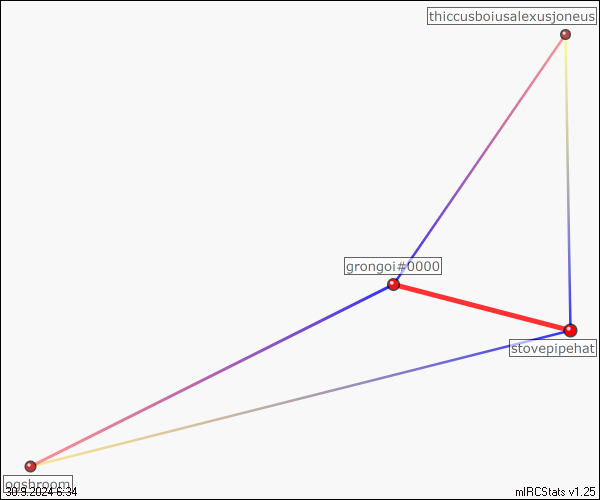 thiccusboiusalexusjoneus
grongoi#0000
stovepipehat
ogshroom
30.9.2024 6:34
mIRCStats v1.25